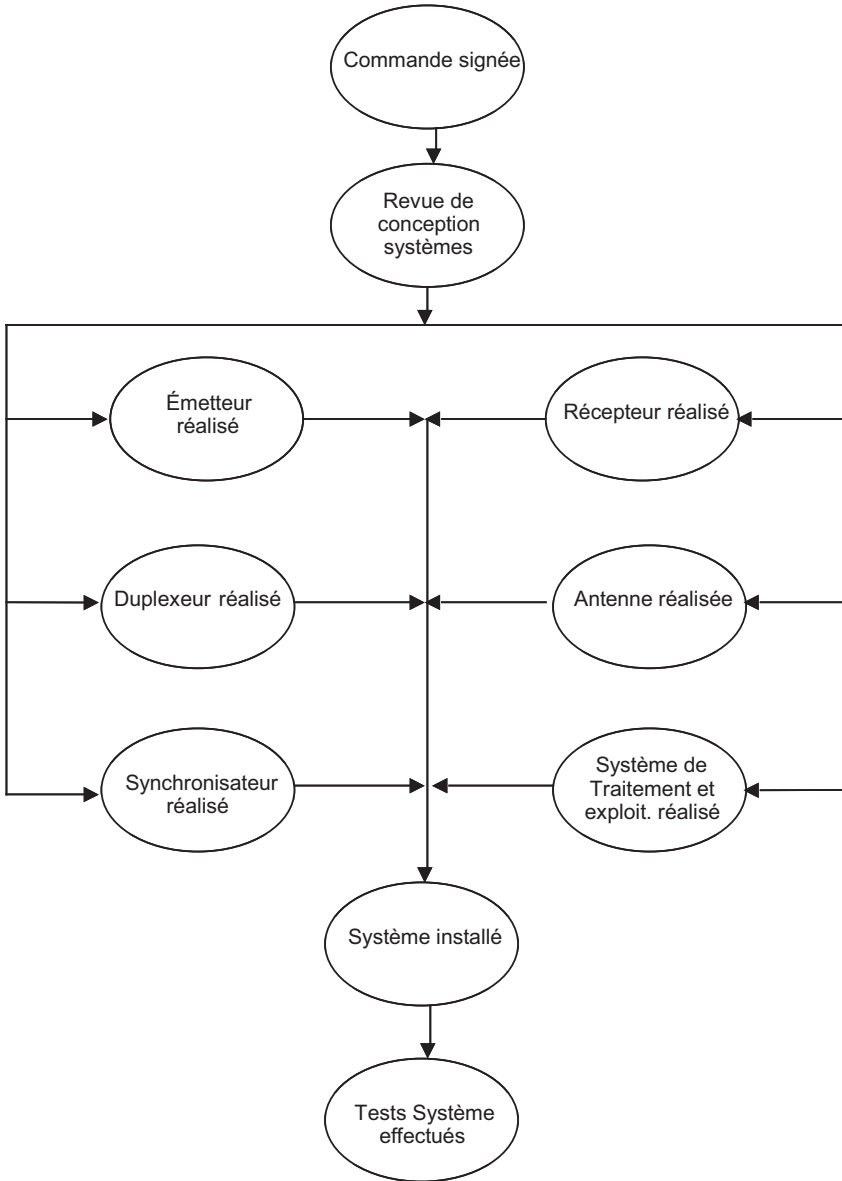 Commande signée
Revue de
conception
systèmes
Émetteur
réalisé
Récepteur réalisé
Duplexeur réalisé
Antenne réalisée
Synchronisateur
réalisé
Système de
Traitement et
exploit. réalisé
Système installé
Tests Système
effectués